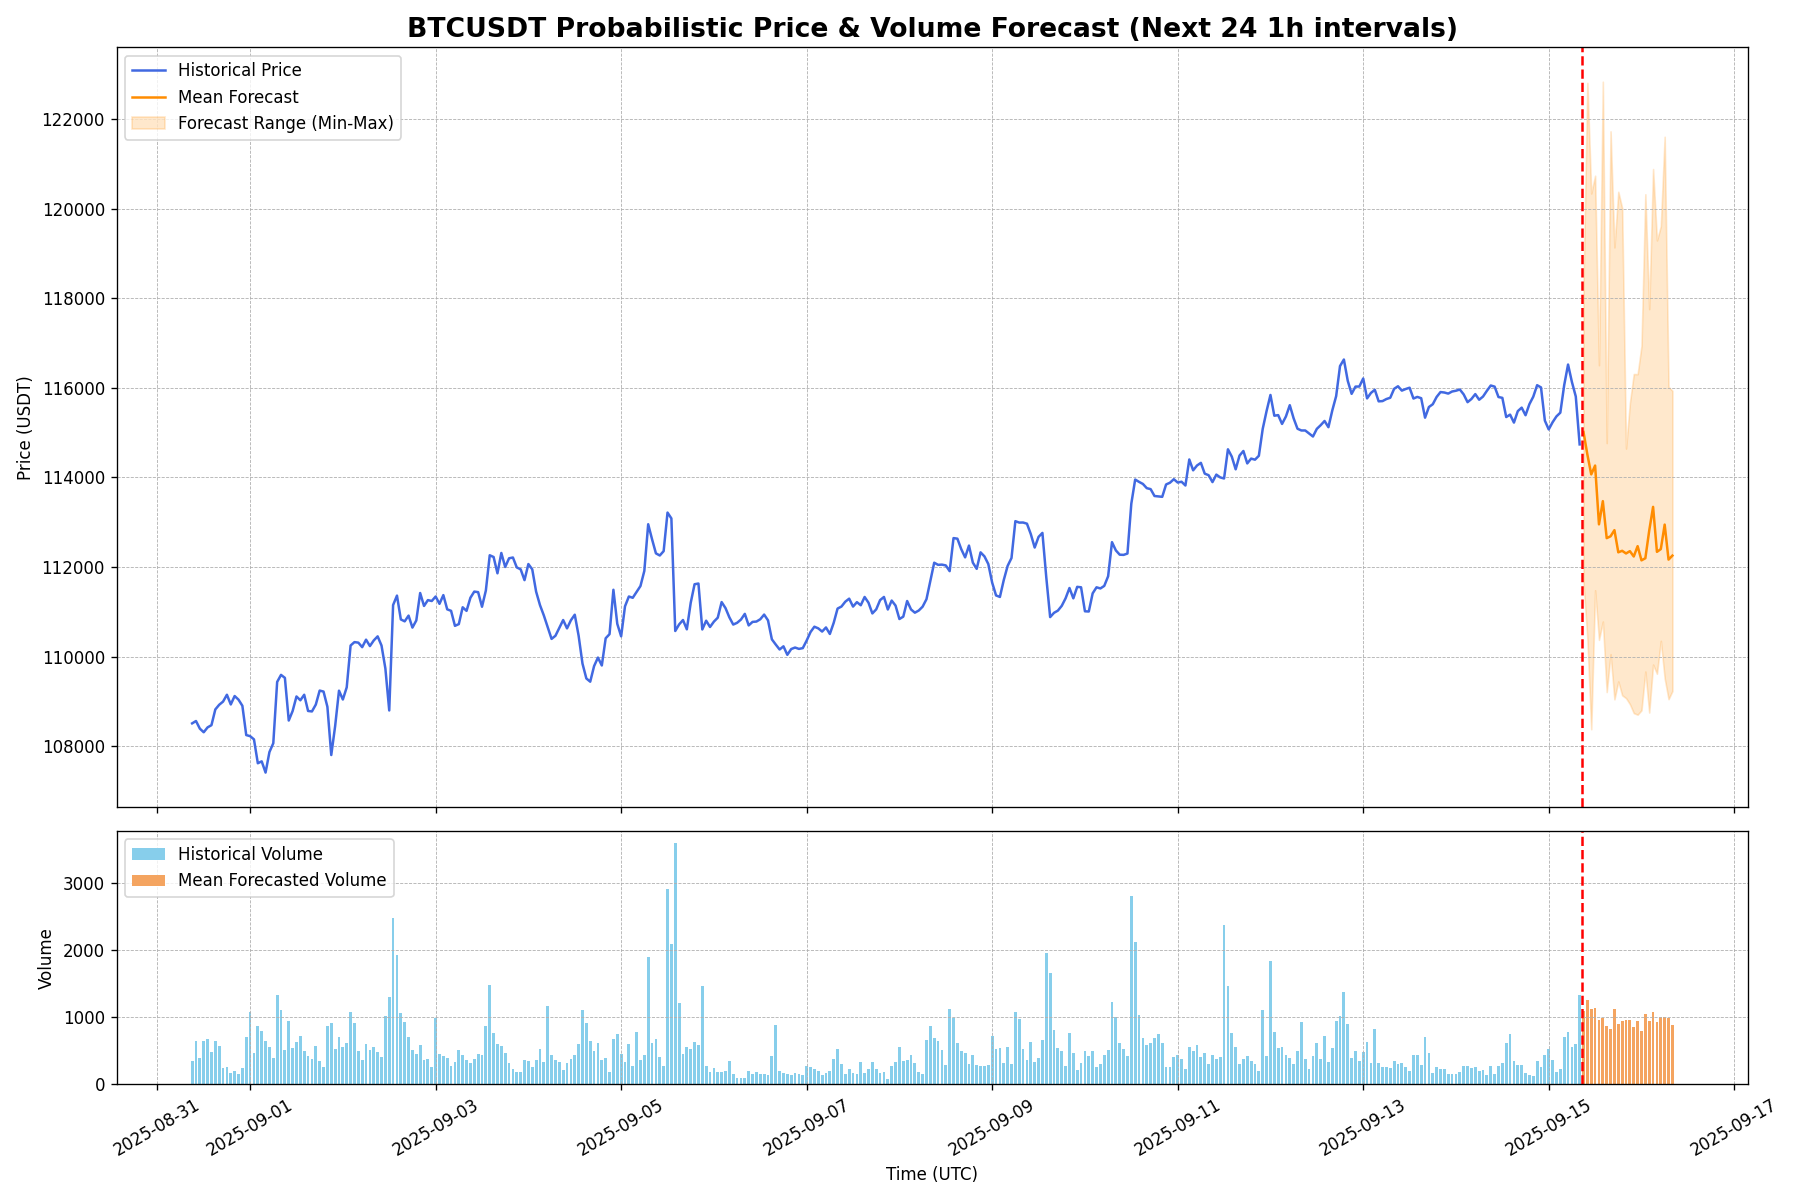 BTCUSDT Probabilistic Price & Volume Forecast (Next 24 1h intervals)
Historical Price
Mean Forecast
Forecast Range (Min-Max)
122000
120000
118000
116000
114000
112000
110000
108000
Price (USDT)
Historical Volume
Mean Forecasted Volume
3000
2000
1000
0
Volume
2025-08-31
2025-09-01
2025-09-03
2025-09-05
2025-09-07
2025-09-09
2025-09-11
2025-09-13
2025-09-15
2025-09-17
Time (UTC)